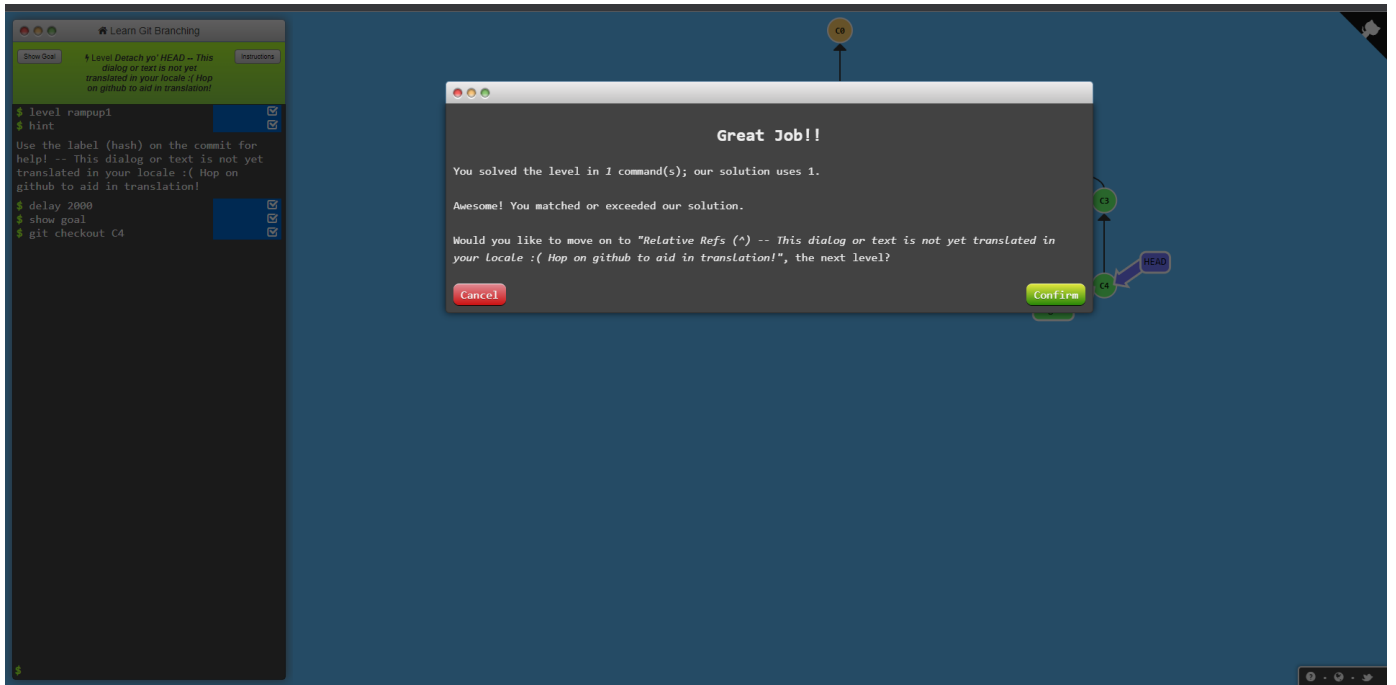 Learn Git Branching
Show Goal
Level Detach yo' HEAD -- This
dialog or text is not yet
translated in your locale :( Hop
on github to aid in translation!
Instructions
$ level rampup1
$ hint
Use the label (hash) on the commit for
help! -- This dialog or text is not yet
translated in your locale :( Hop on
github to aid in translation!
$ delay 2000
$ show goal
$ git checkout C4
$
C0
Great Job!!
You solved the level in 1 command(s); our solution uses 1.
Awesome! You matched or exceeded our solution.
Would you like to move on to "Relative Refs (^) -- This dialog or text is not yet translated in
your locale :( Hop on github to aid in translation!", the next level?
Cancel
Confirm
C3
HEAD
C4